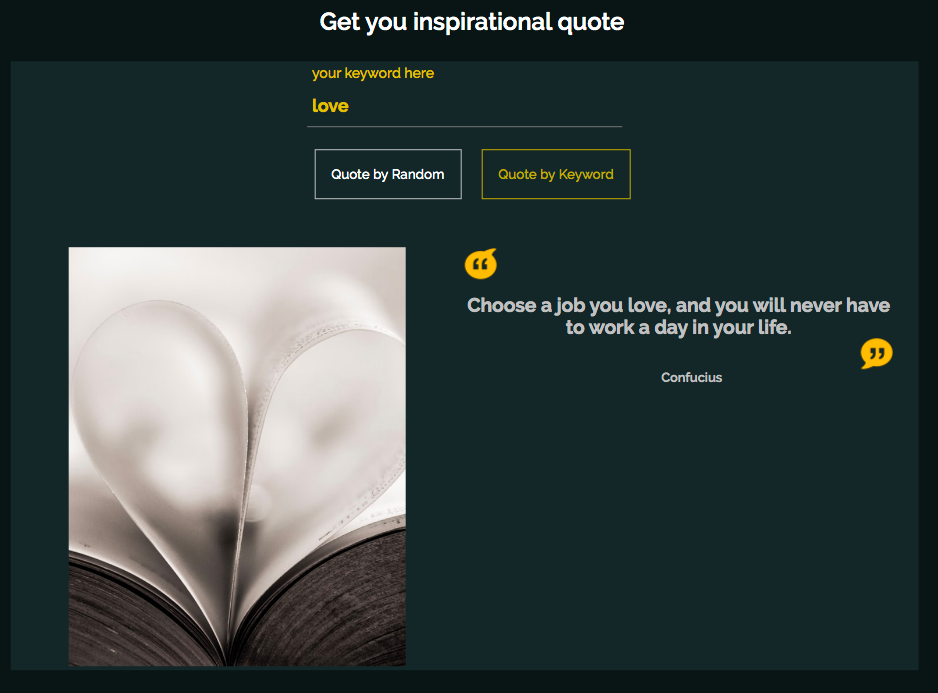 Get you inspirational quote
your keyword here
love
Quote by Random
Quote by Keyword
“
Choose a job you love, and you will never have
to work a day in your life.
”
Confucius